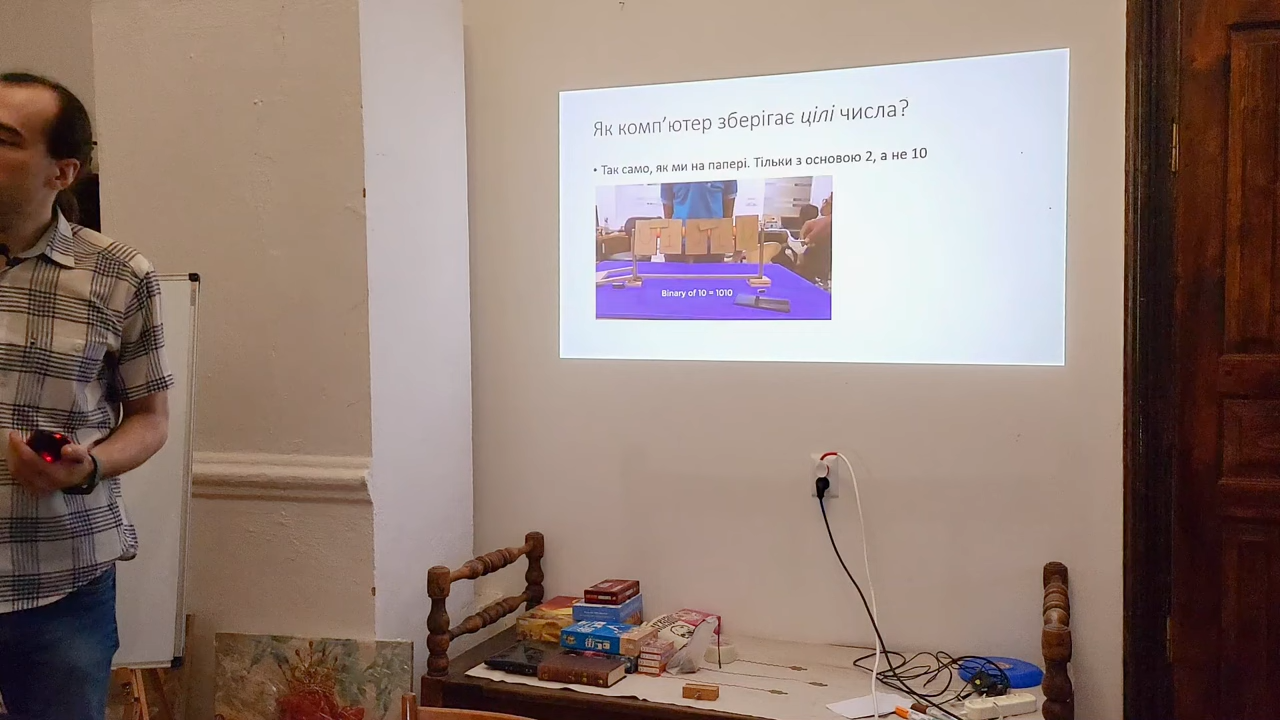 Як комп’ютер зберігає цілі числа?
• Так само, як ми на папері. Тільки з основою 2, а не 10
Binary of 10 = 1010